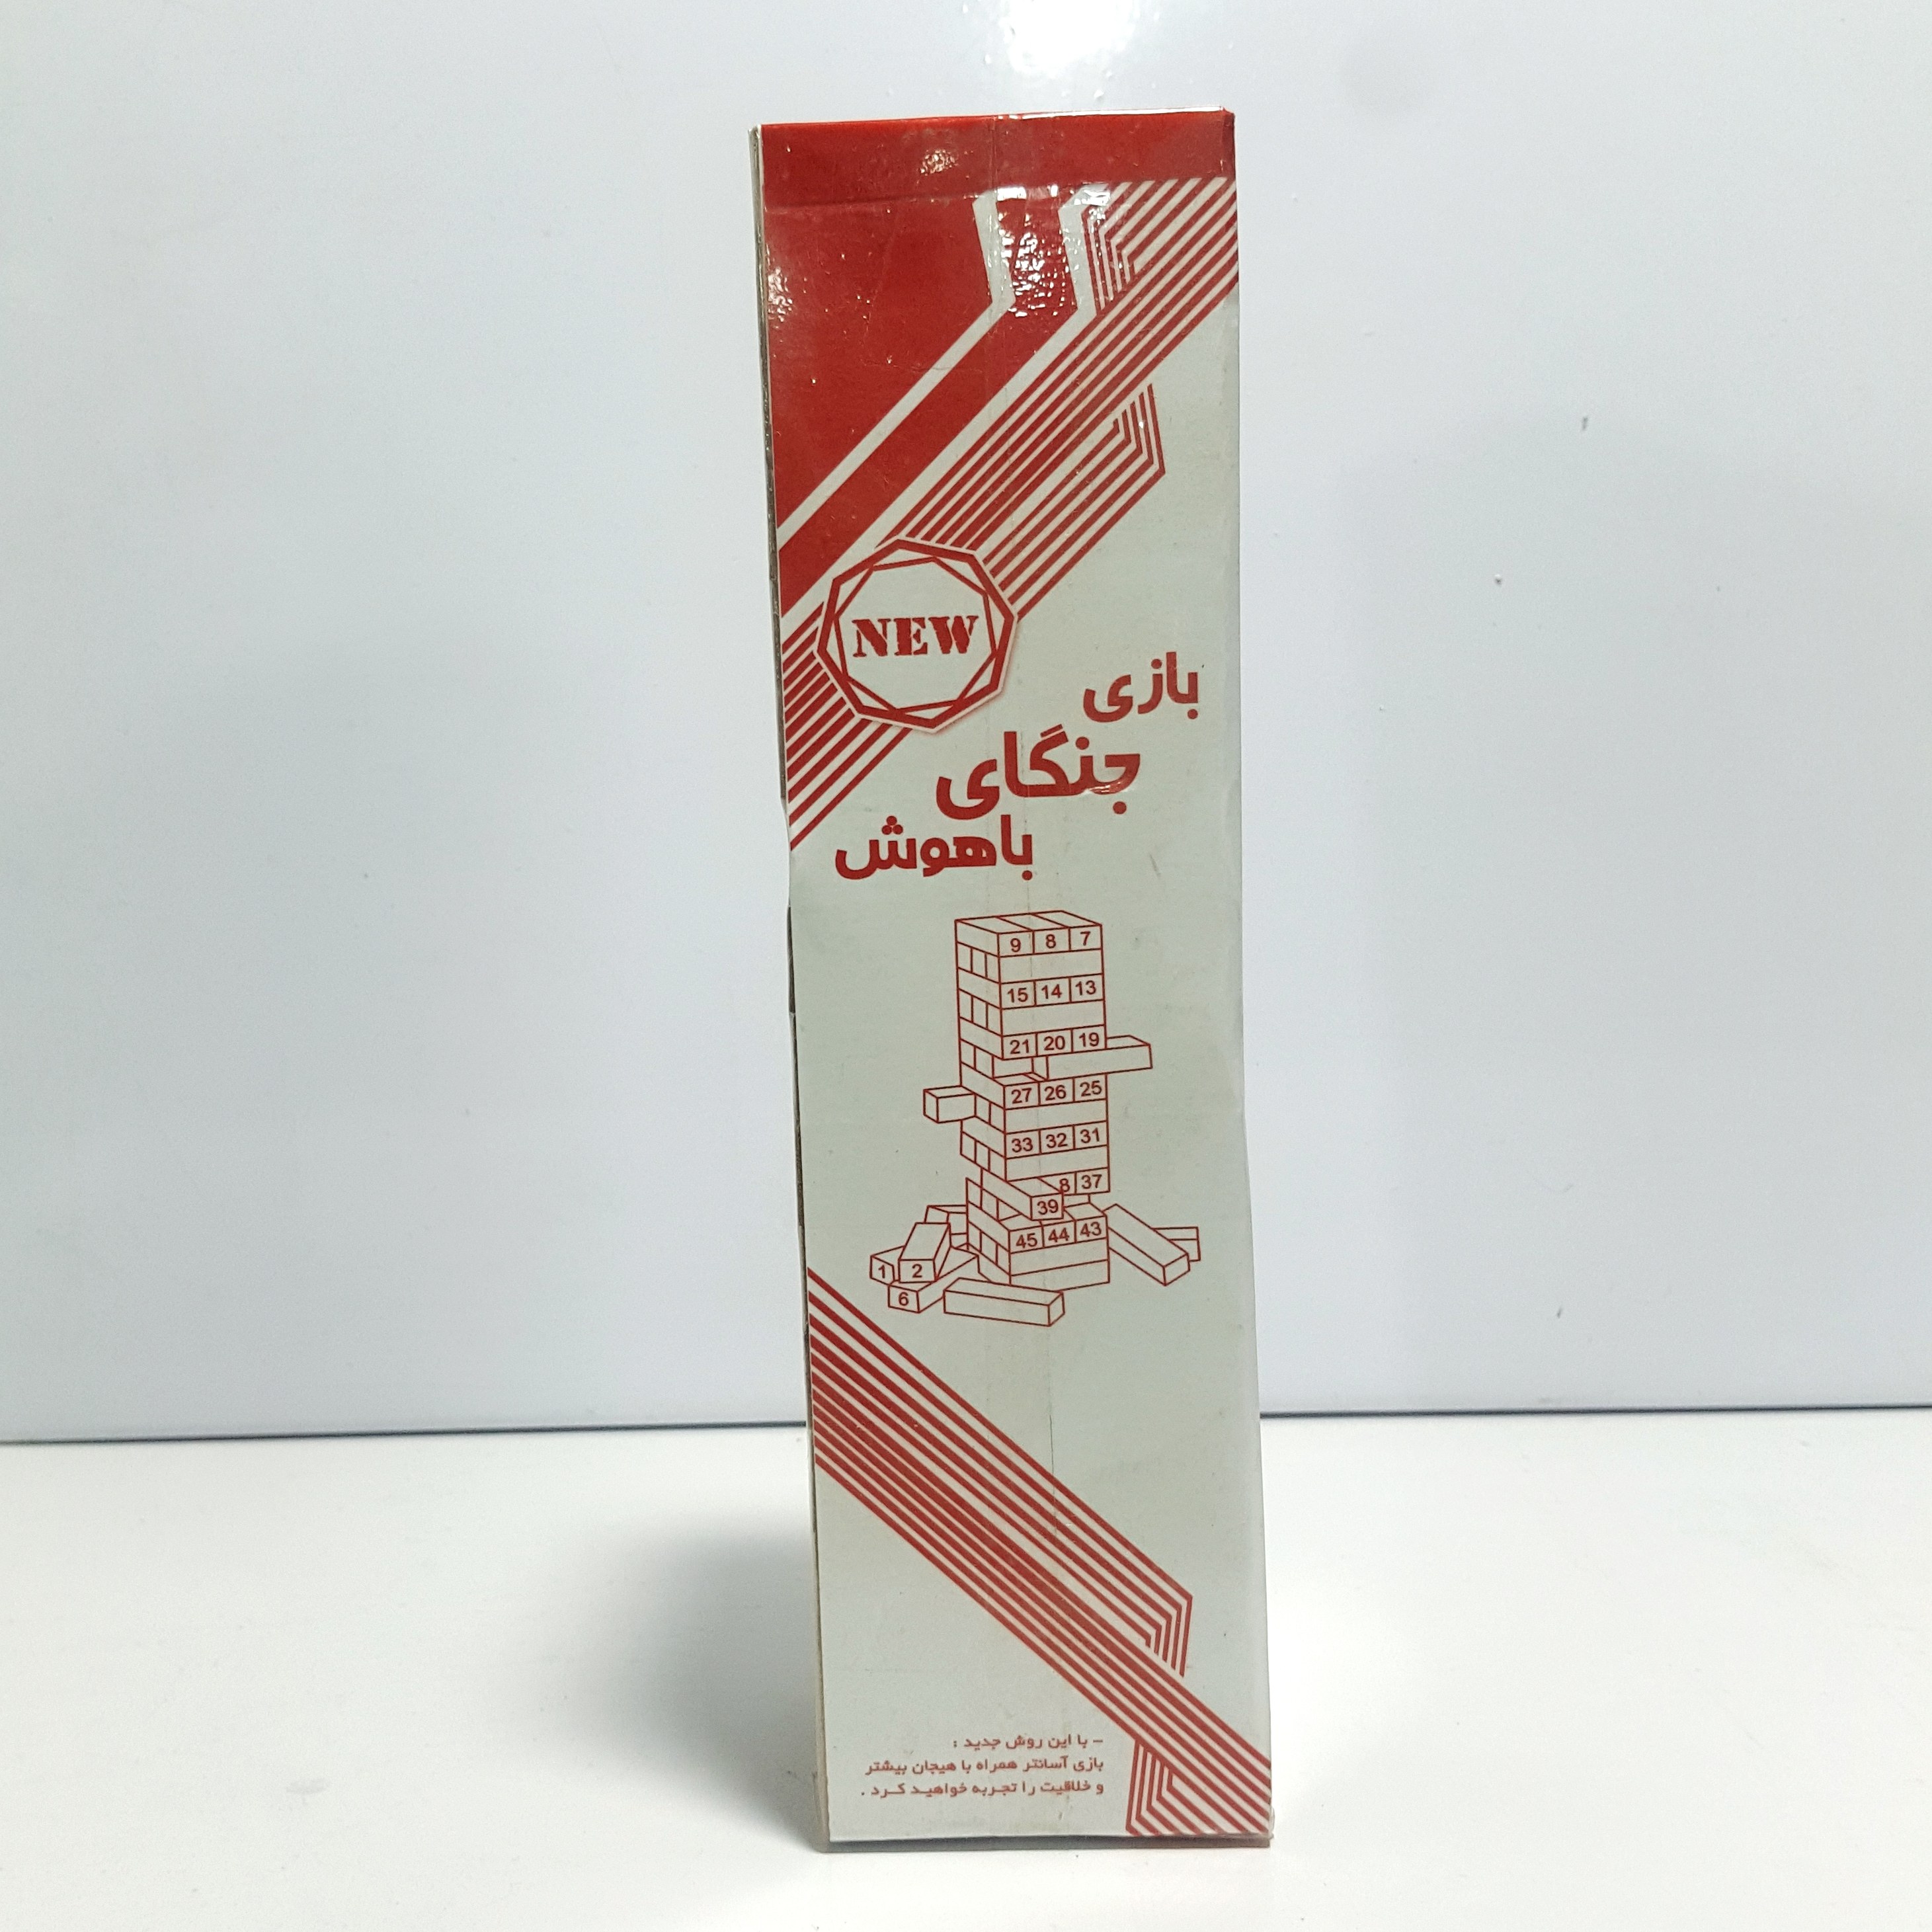 NEW
بازی
جنگای
باهوش
9 8 7
15 14 13
21 20 19
27 26 25
33 32 31
8 37
39
45 44 43
1 2
6
– با این روش جدید :
بازی آسانتر همراه با هیجان بیشتر
و خلاقیت را تجربه خواهید کرد .